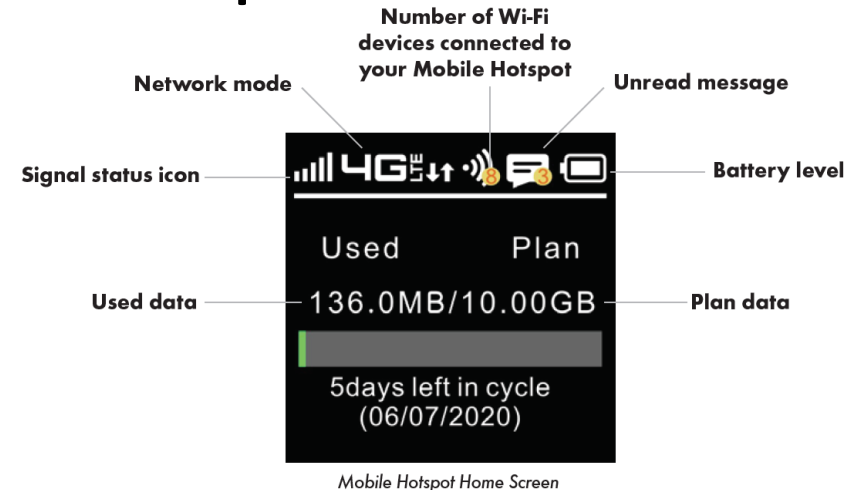 Number of Wi-Fi
devices connected to
your Mobile Hotspot
Network mode
Unread message
Signal status icon
4G LTE 8 3
Battery level
Used Plan
Used data
136.0MB/10.00GB
Plan data
5days left in cycle
(06/07/2020)
Mobile Hotspot Home Screen